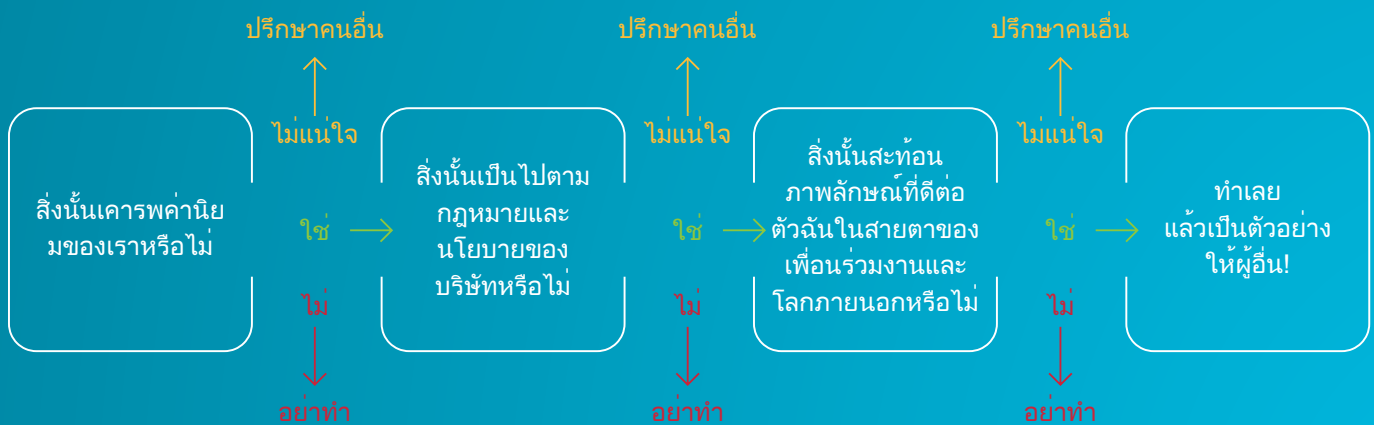 ปรึกษาคนอื่น
ปรึกษาคนอื่น
ปรึกษาคนอื่น
ไม่แน่ใจ
ไม่แน่ใจ
ไม่แน่ใจ
สิ่งนั้นเคารพค่านิย
มของเราหรือไม่
ใช่
สิ่งนั้นเป็นไปตาม
กฎหมายและ
นโยบายของ
บริษัทหรือไม่
ใช่
สิ่งนั้นสะท้อน
ภาพลักษณ์ที่ดีต่อ
ตัวฉันในสายตาของ
เพื่อนร่วมงานและ
โลกภายนอกหรือไม่
ใช่
ทำเลย
แล้วเป็นตัวอย่าง
ให้ผู้อื่น!
ไม่
ไม่
ไม่
อย่าทำ
อย่าทำ
อย่าทำ